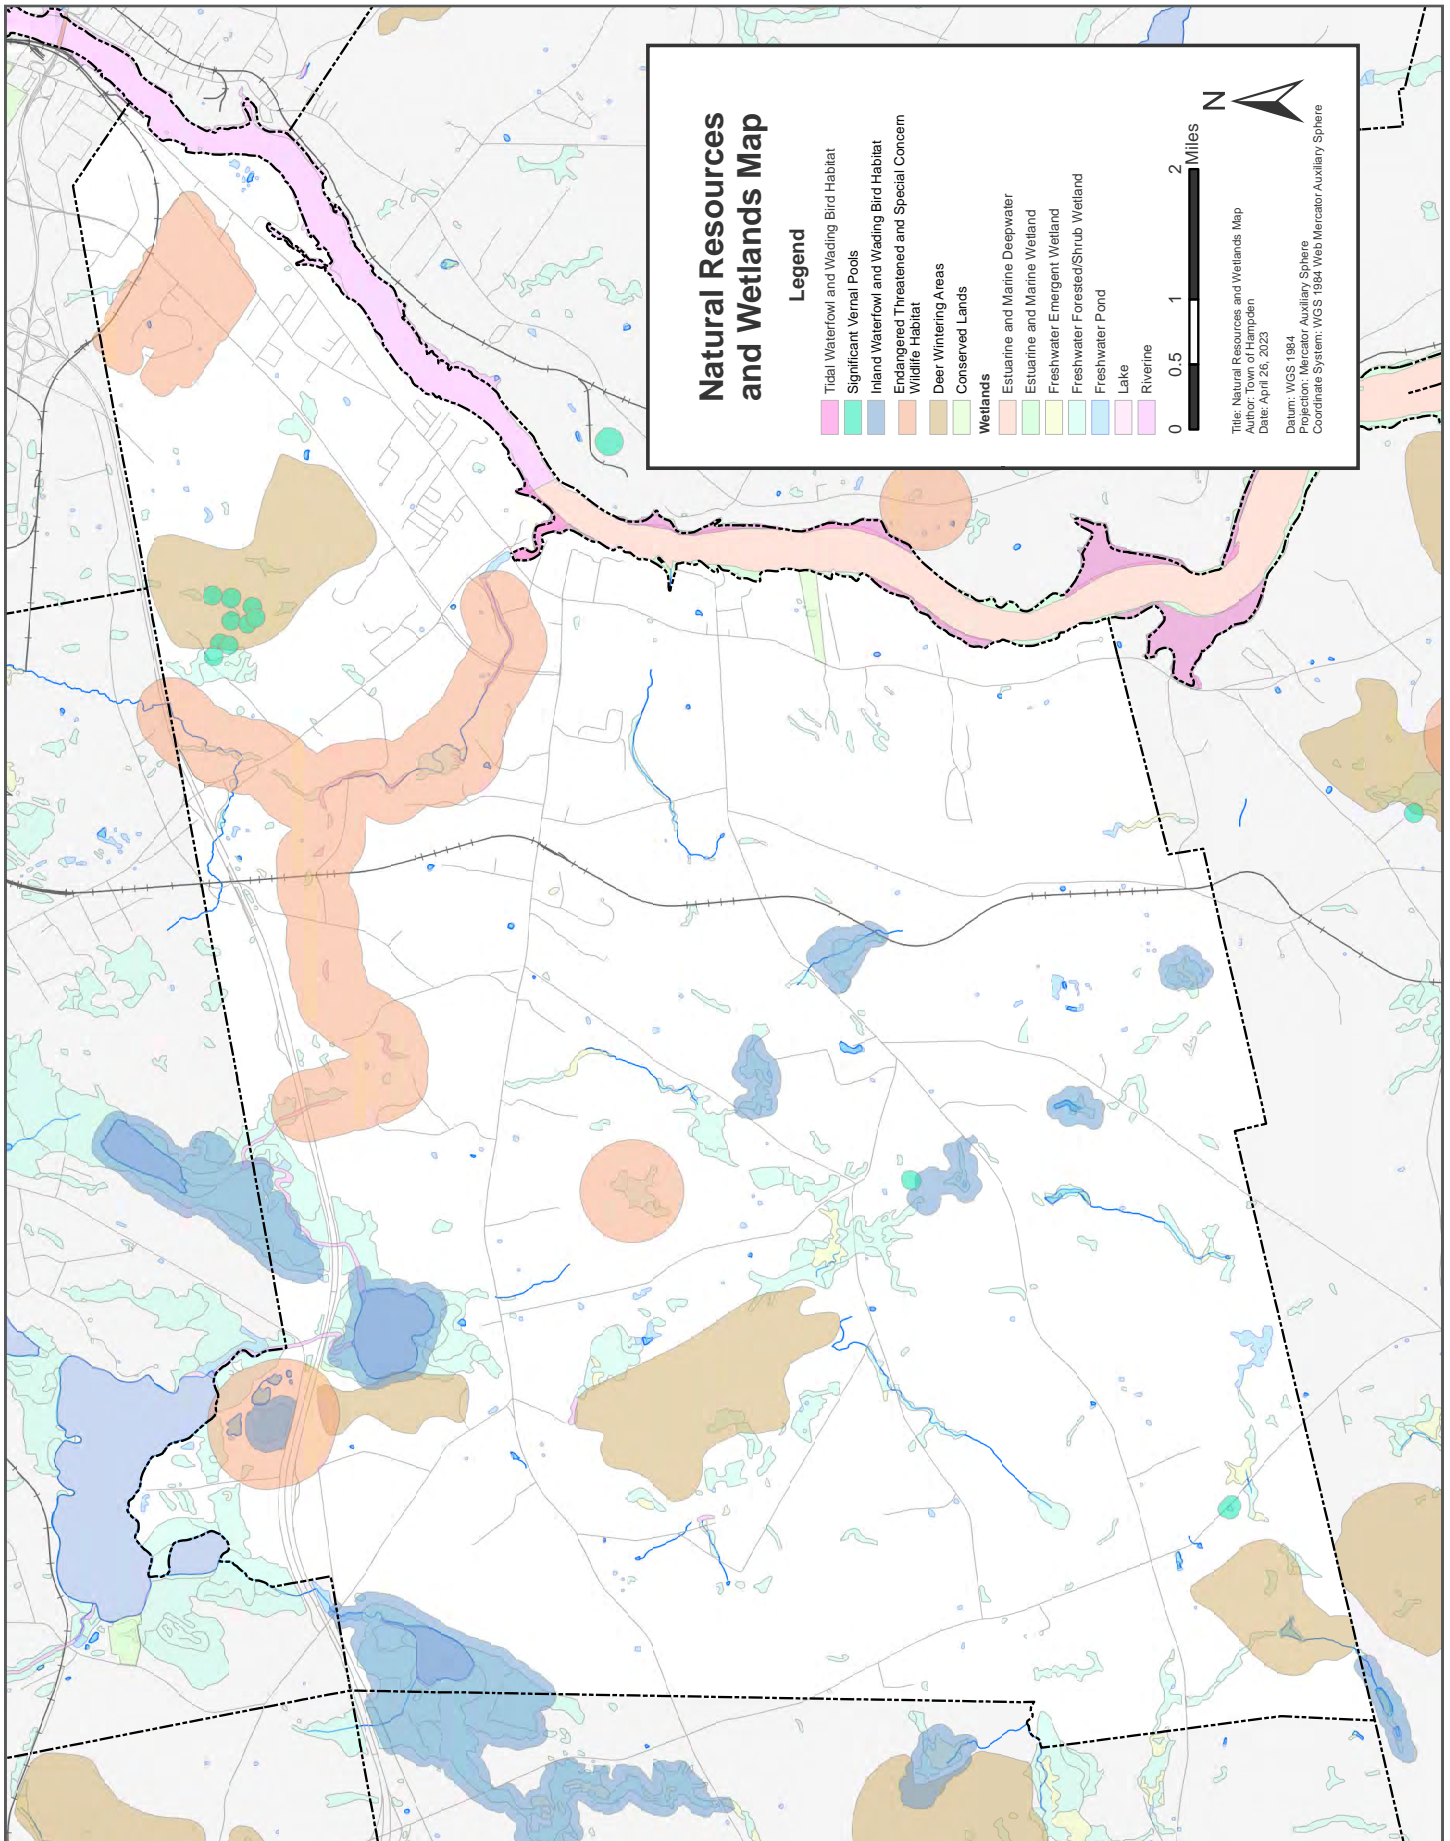 Natural Resources
and Wetlands Map
Legend
Tidal Waterfowl and Wading Bird Habitat
Significant Vernal Pools
Inland Waterfowl and Wading Bird Habitat
Endangered Threatened and Special Concern
Wildlife Habitat
Deer Wintering Areas
Conserved Lands
Wetlands
Estuarine and Marine Deepwater
Estuarine and Marine Wetland
Freshwater Emergent Wetland
Freshwater Forested/Shrub Wetland
Freshwater Pond
Lake
Riverine
0 0.5 1 2
Miles
N
Title: Natural Resources and Wetlands Map
Author: Town of Hampden
Date: April 26, 2023
Datum: WGS 1984
Projection: Mercator Auxiliary Sphere
Coordinate System: WGS 1984 Web Mercator Auxiliary Sphere